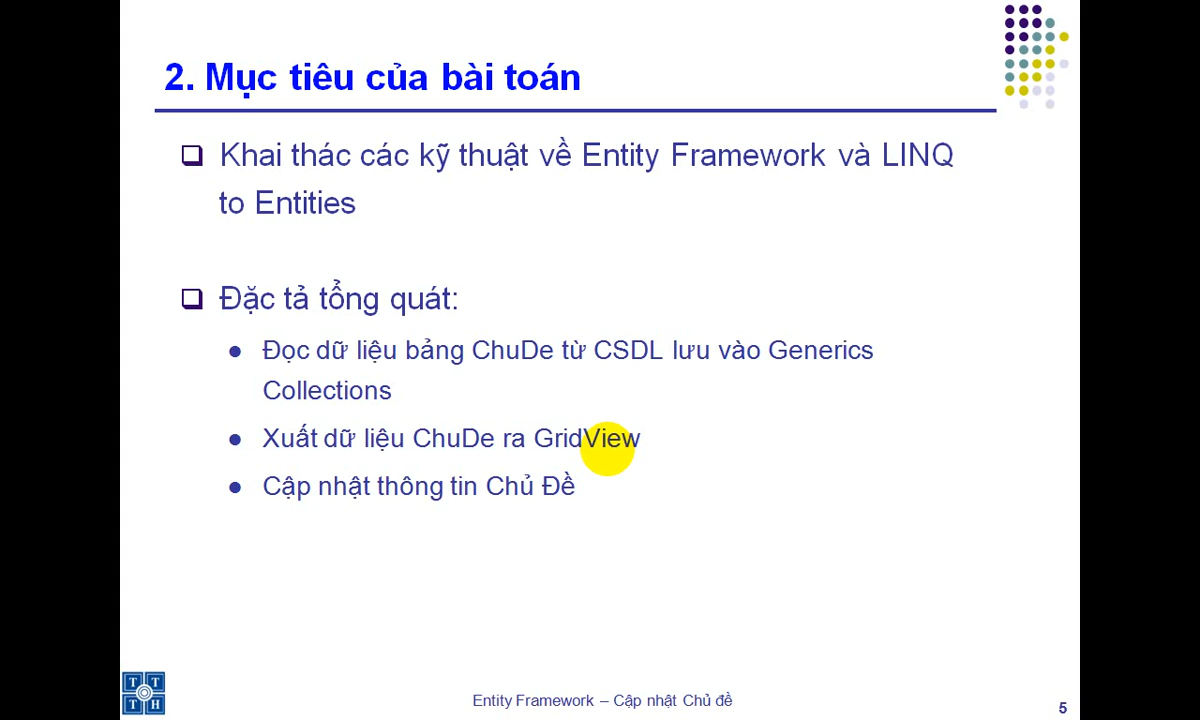 2. Mục tiêu của bài toán
Khai thác các kỹ thuật về Entity Framework và LINQ
to Entities
Đặc tả tổng quát:
Đọc dữ liệu bảng ChuDe từ CSDL lưu vào Generics
Collections
Xuất dữ liệu ChuDe ra GridView
Cập nhật thông tin Chủ Đề
T T
T H
Entity Framework – Cập nhật Chủ đề
5